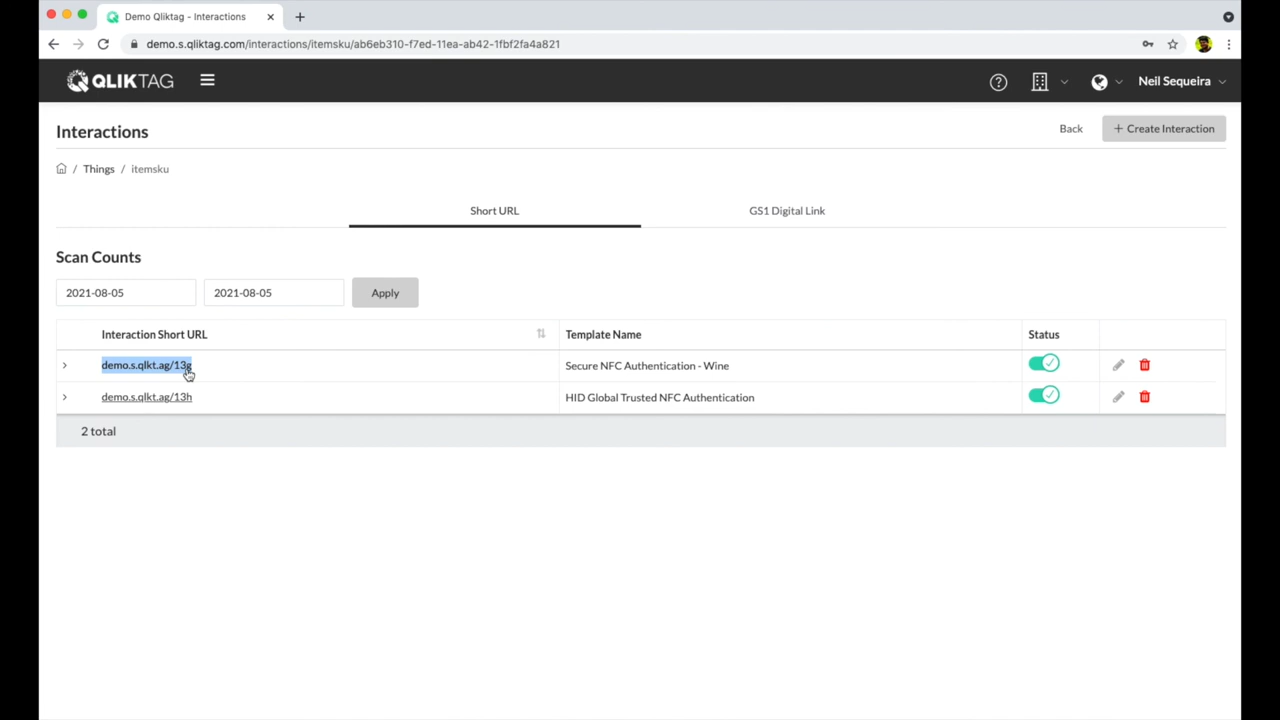 Demo Qliktag - Interactions
demo.s.qliktag.com/interactions/itemsku/ab6eb310-f7ed-11ea-ab42-1fbf2fa4a821
QLIKTAG
Neil Sequeira
Interactions
Back
+ Create Interaction
/ Things / itemsku
Short URL
GS1 Digital Link
Scan Counts
2021-08-05
2021-08-05
Apply
Interaction Short URL
Template Name
Status
demo.s.qlkt.ag/13g
Secure NFC Authentication - Wine
demo.s.qlkt.ag/13h
HID Global Trusted NFC Authentication
2 total